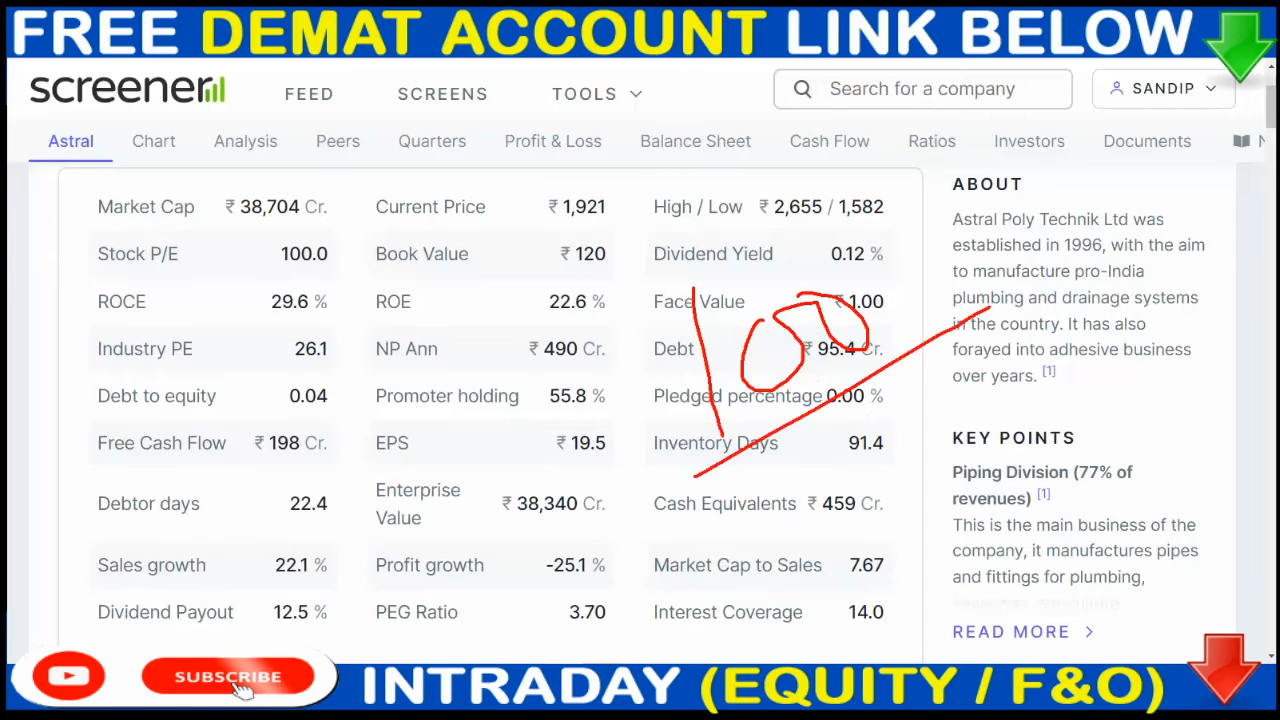 FREE DEMAT ACCOUNT LINK BELOW
screener FEED SCREENS TOOLS Search for a company SANDIP
Astral Chart Analysis Peers Quarters Profit & Loss Balance Sheet Cash Flow Ratios Investors Documents N
Market Cap ₹ 38,704 Cr. Current Price ₹ 1,921 High / Low ₹ 2,655 / 1,582
Stock P/E 100.0 Book Value ₹ 120 Dividend Yield 0.12 %
ROCE 29.6 % ROE 22.6 % Face Value ₹ 1.00
Industry PE 26.1 NP Ann ₹ 490 Cr. Debt ₹ 95.4 Cr.
Debt to equity 0.04 Promoter holding 55.8 % Pledged percentage 0.00 %
Free Cash Flow ₹ 198 Cr. EPS ₹ 19.5 Inventory Days 91.4
Debtor days 22.4 Enterprise Value ₹ 38,340 Cr. Cash Equivalents ₹ 459 Cr.
Sales growth 22.1 % Profit growth -25.1 % Market Cap to Sales 7.67
Dividend Payout 12.5 % PEG Ratio 3.70 Interest Coverage 14.0
100
ABOUT
Astral Poly Technik Ltd was
established in 1996, with the aim
to manufacture pro-India
plumbing and drainage systems
in the country. It has also
forayed into adhesive business
over years. [1]
KEY POINTS
Piping Division (77% of
revenues) [1]
This is the main business of the
company, it manufactures pipes
and fittings for plumbing,
READ MORE
SUBSCRIBE
INTRADAY (EQUITY / F&O)